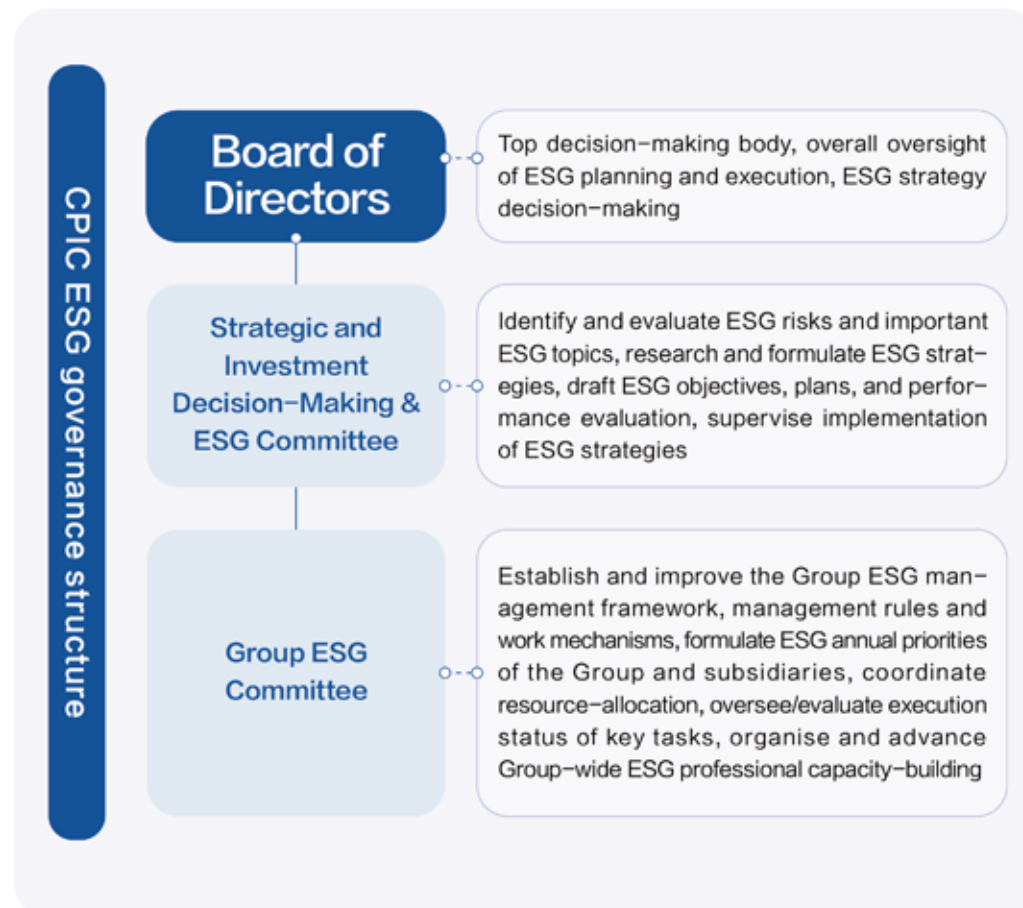 CPIC ESG governance structure
Board of
Directors
Top decision-making body, overall oversight
of ESG planning and execution, ESG strategy
decision-making
Strategic and
Investment
Decision-Making &
ESG Committee
Identify and evaluate ESG risks and important
ESG topics, research and formulate ESG strat-
egies, draft ESG objectives, plans, and perfor-
mance evaluation, supervise implementation
of ESG strategies
Group ESG
Committee
Establish and improve the Group ESG man-
agement framework, management rules and
work mechanisms, formulate ESG annual priorities
of the Group and subsidiaries, coordinate
resource-allocation, oversee/evaluate execution
status of key tasks, organise and advance
Group-wide ESG professional capacity-building